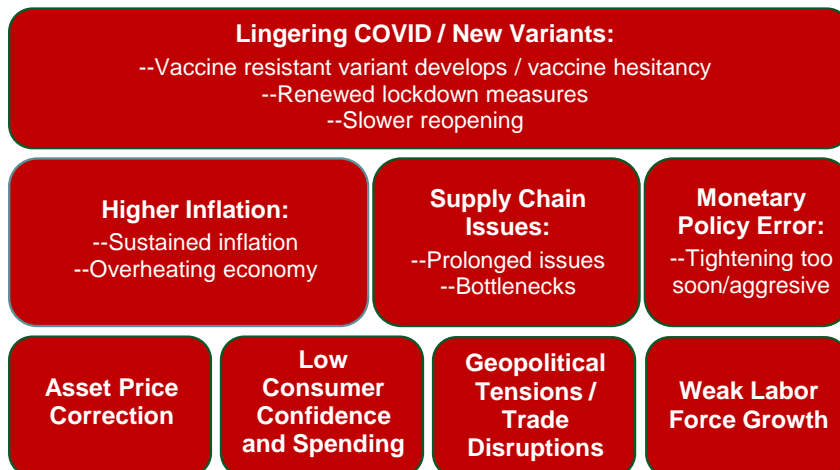 Lingering COVID / New Variants:
--Vaccine resistant variant develops / vaccine hesitancy
--Renewed lockdown measures
--Slower reopening
Higher Inflation:
--Sustained inflation
--Overheating economy
Supply Chain
Issues:
--Prolonged issues
--Bottlenecks
Monetary
Policy Error:
--Tightening too
soon/aggresive
Asset Price
Correction
Low
Consumer
Confidence
and Spending
Geopolitical
Tensions /
Trade
Disruptions
Weak Labor
Force Growth